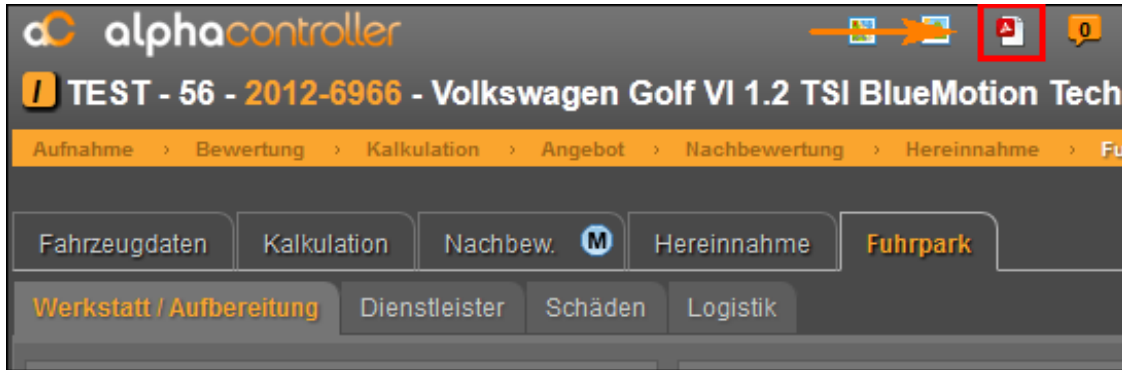 alphacontroller
0
TEST - 56 - 2012-6966 - Volkswagen Golf VI 1.2 TSI BlueMotion Tech
Aufnahme > Bewertung > Kalkulation > Angebot > Nachbewertung > Hereinnahme > Fu
Fahrzeugdaten Kalkulation Nachbew. M Hereinnahme Fuhrpark
Werkstatt / Aufbereitung Dienstleister Schäden Logistik